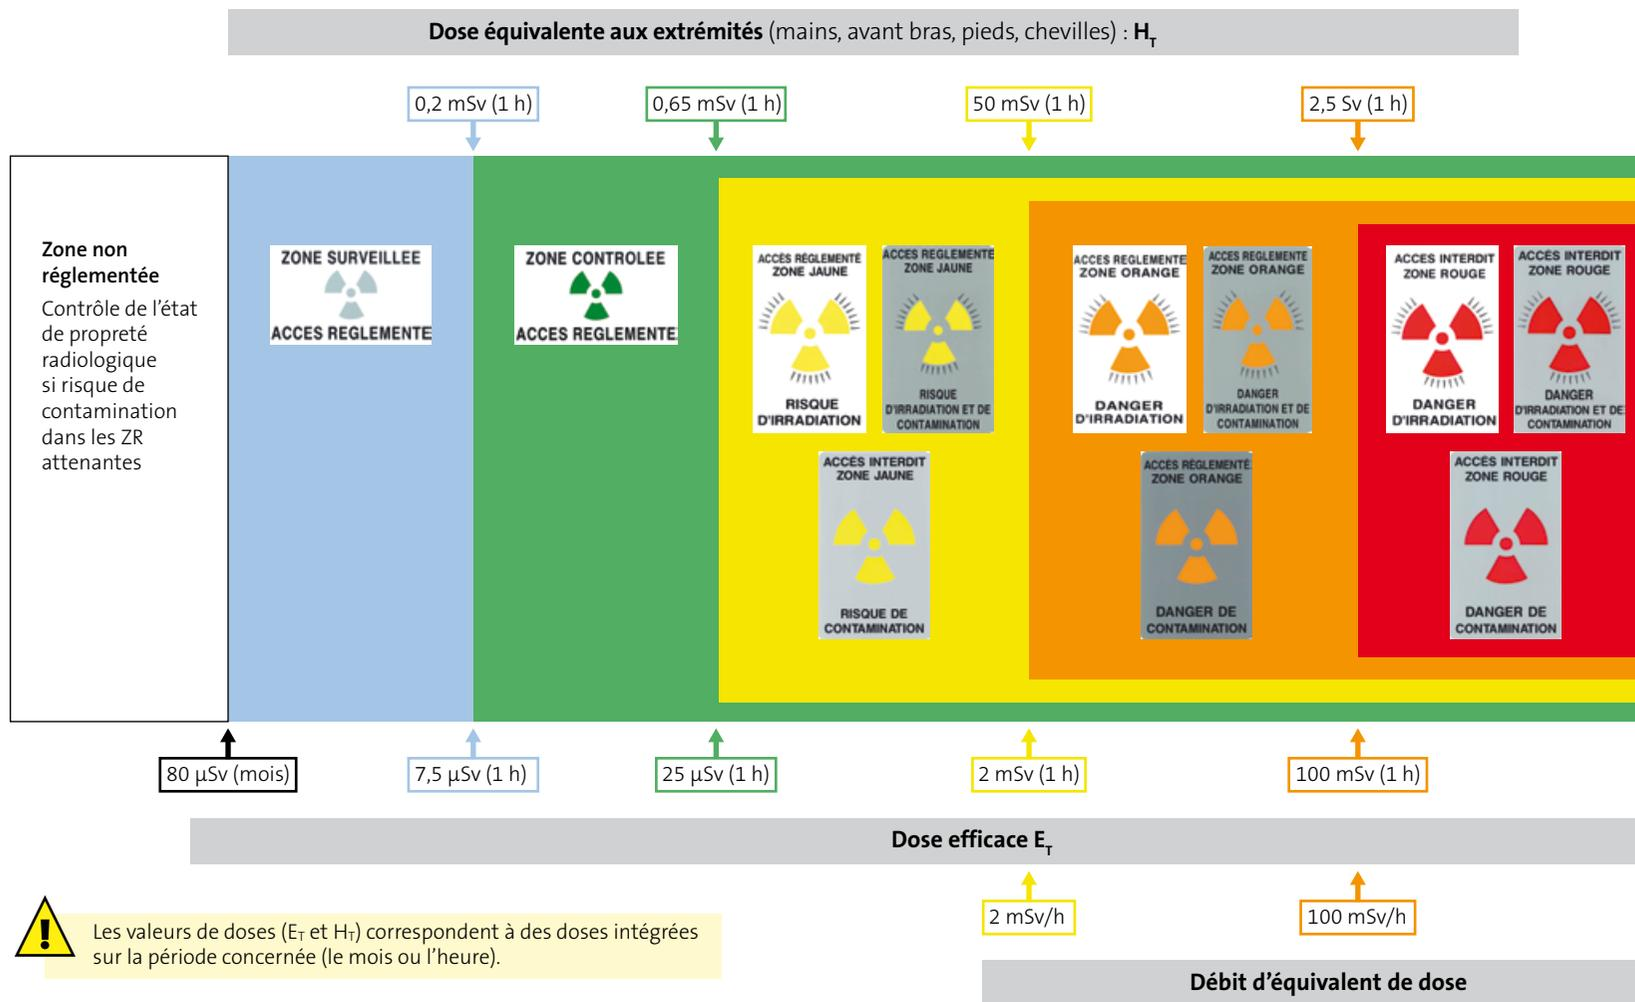 Dose équivalente aux extrémités (mains, avant bras, pieds, chevilles) : HT
0,2 mSv (1 h)
0,65 mSv (1 h)
50 mSv (1 h)
2,5 Sv (1 h)
Zone non
réglementée
Contrôle de l’état
de propreté
radiologique
si risque de
contamination
dans les ZR
attenantes
ZONE SURVEILLEE
ACCES REGLEMENTE
ZONE CONTROLEE
ACCES REGLEMENTE
ACCÈS RÉGLEMENTÉ
ZONE JAUNE
RISQUE
D'IRRADIATION
ACCES REGLEMENTE
ZONE JAUNE
RISQUE
D'IRRADIATION ET DE
CONTAMINATION
ACCÈS INTERDIT
ZONE JAUNE
RISQUE DE
CONTAMINATION
ACCES REGLEMENTE
ZONE ORANGE
DANGER
D'IRRADIATION
ACCES REGLEMENTE
ZONE ORANGE
DANGER
D'IRRADIATION ET DE
CONTAMINATION
ACCÈS RÈGLEMENTÉ
ZONE ORANGE
DANGER DE
CONTAMINATION
ACCES INTERDIT
ZONE ROUGE
DANGER
D'IRRADIATION
ACCÈS INTERDIT
ZONE ROUGE
DANGER
D'IRRADIATION ET DE
CONTAMINATION
ACCÈS INTERDIT
ZONE ROUGE
DANGER DE
CONTAMINATION
80 µSv (mois)
7,5 µSv (1 h)
25 µSv (1 h)
2 mSv (1 h)
100 mSv (1 h)
Dose efficace ET
2 mSv/h
100 mSv/h
Les valeurs de doses (ET et HT) correspondent à des doses intégrées
sur la période concernée (le mois ou l’heure).
Débit d’équivalent de dose